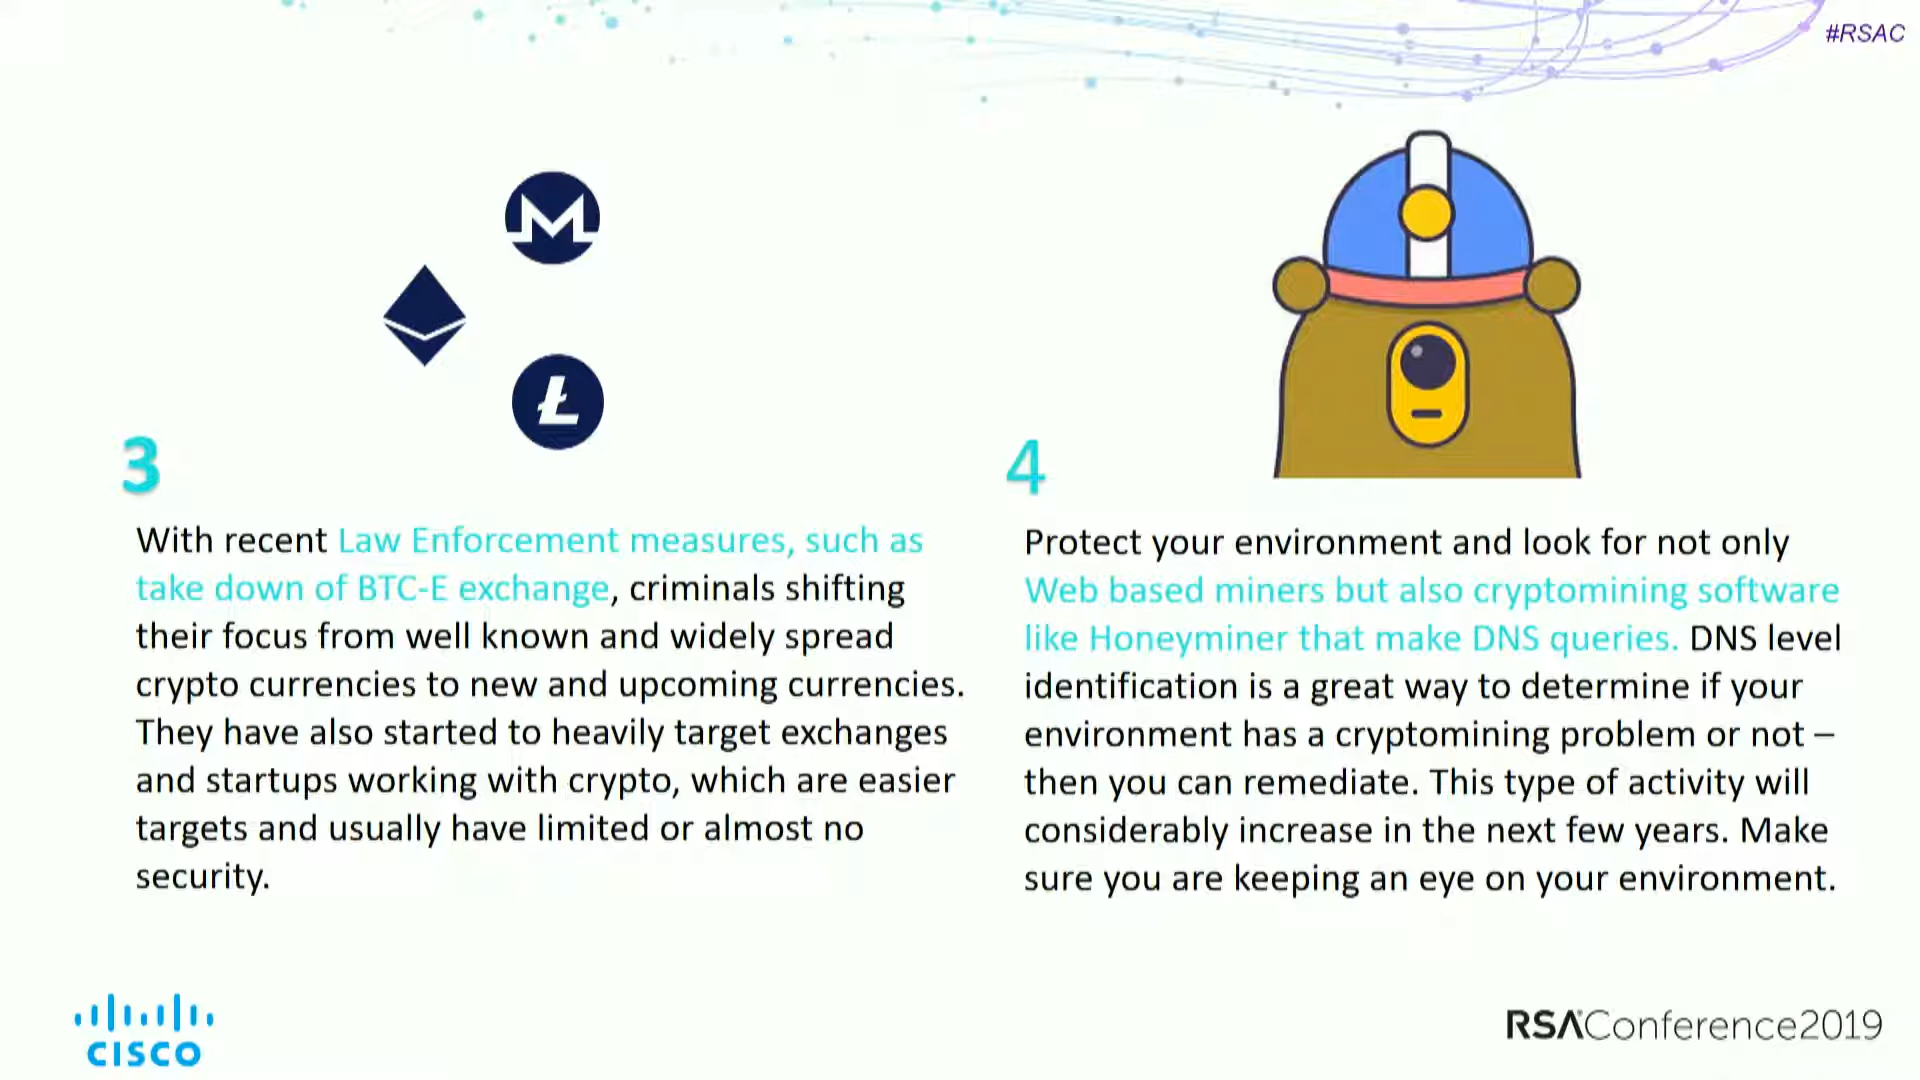 #RSAC
3
With recent Law Enforcement measures, such as
take down of BTC-E exchange, criminals shifting
their focus from well known and widely spread
crypto currencies to new and upcoming currencies.
They have also started to heavily target exchanges
and startups working with crypto, which are easier
targets and usually have limited or almost no
security.
4
Protect your environment and look for not only
Web based miners but also cryptomining software
like Honeyminer that make DNS queries. DNS level
identification is a great way to determine if your
environment has a cryptomining problem or not –
then you can remediate. This type of activity will
considerably increase in the next few years. Make
sure you are keeping an eye on your environment.
CISCO
RSAConference2019